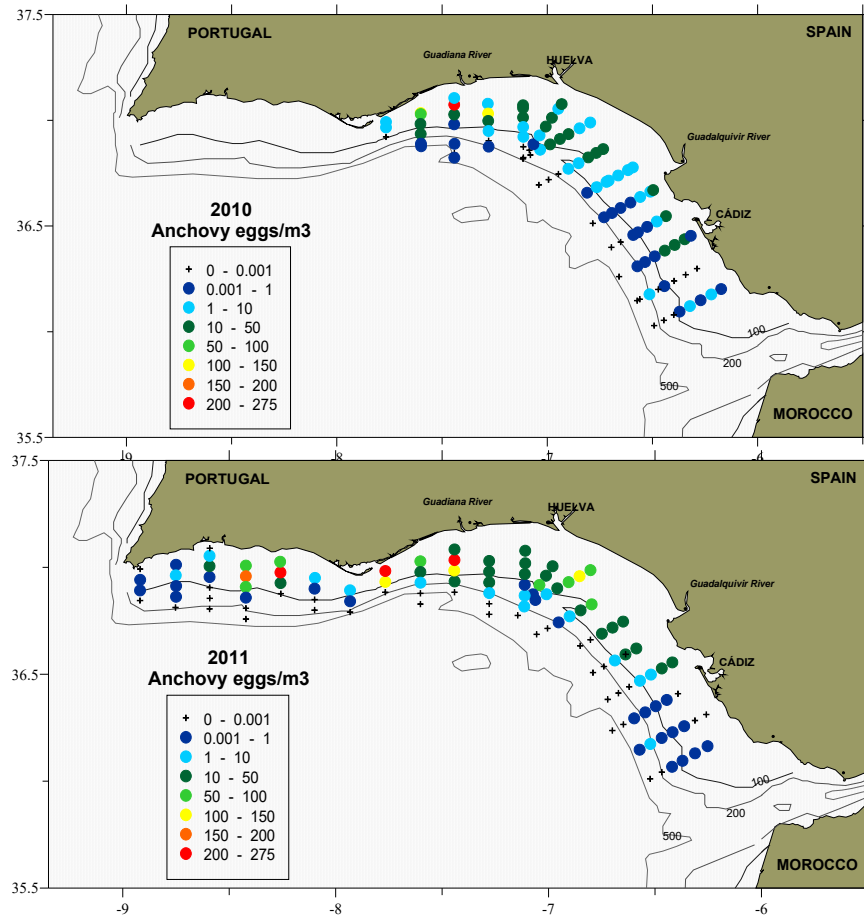 37.5
PORTUGAL
SPAIN
Guadiana River
HUELVA
Guadalquivir River
36.5
2010
Anchovy eggs/m3
CÁDIZ
0 - 0.001
0.001 - 1
1 - 10
10 - 50
50 - 100
100 - 150
150 - 200
200 - 275
100
200
500
MOROCCO
35.5
-9
-8
-7
-6
37.5
PORTUGAL
SPAIN
Guadiana River
HUELVA
Guadalquivir River
36.5
2011
Anchovy eggs/m3
CÁDIZ
0 - 0.001
0.001 - 1
1 - 10
10 - 50
50 - 100
100 - 150
150 - 200
200 - 275
100
200
500
MOROCCO
35.5
-9
-8
-7
-6